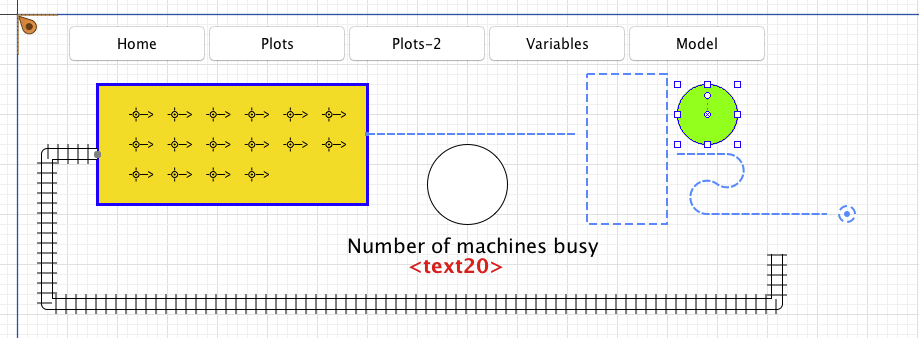 Home
Plots
Plots-2
Variables
Model
Number of machines busy
<text20>